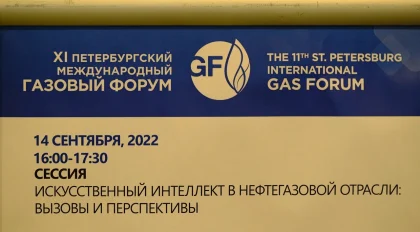 XI ПЕТЕРБУРГСКИЙ
МЕЖДУНАРОДНЫЙ
ГАЗОВЫЙ ФОРУМ
GF
THE 11TH ST. PETERSBURG
INTERNATIONAL
GAS FORUM
14 СЕНТЯБРЯ, 2022
16:00-17:30
СЕССИЯ
ИСКУССТВЕННЫЙ ИНТЕЛЛЕКТ В НЕФТЕГАЗОВОЙ ОТРАСЛИ:
ВЫЗОВЫ И ПЕРСПЕКТИВЫ